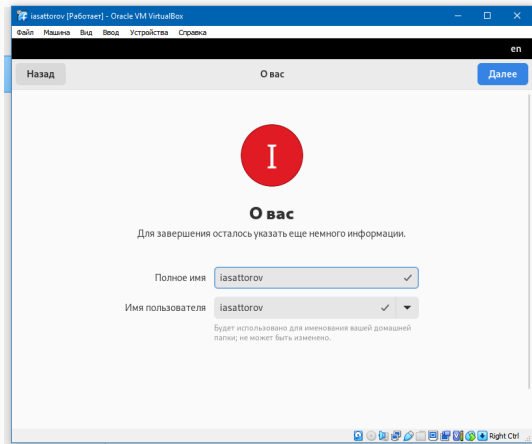 iasattorov [Работает] - Oracle VM VirtualBox
Файл Машина Вид Ввод Устройства Справка
en
Назад О вас Далее
I
О вас
Для завершения осталось указать еще немного информации.
Полное имя iasattorov
Имя пользователя iasattorov
Будет использовано для именования вашей домашней
папки; не может быть изменено.
Right Ctrl